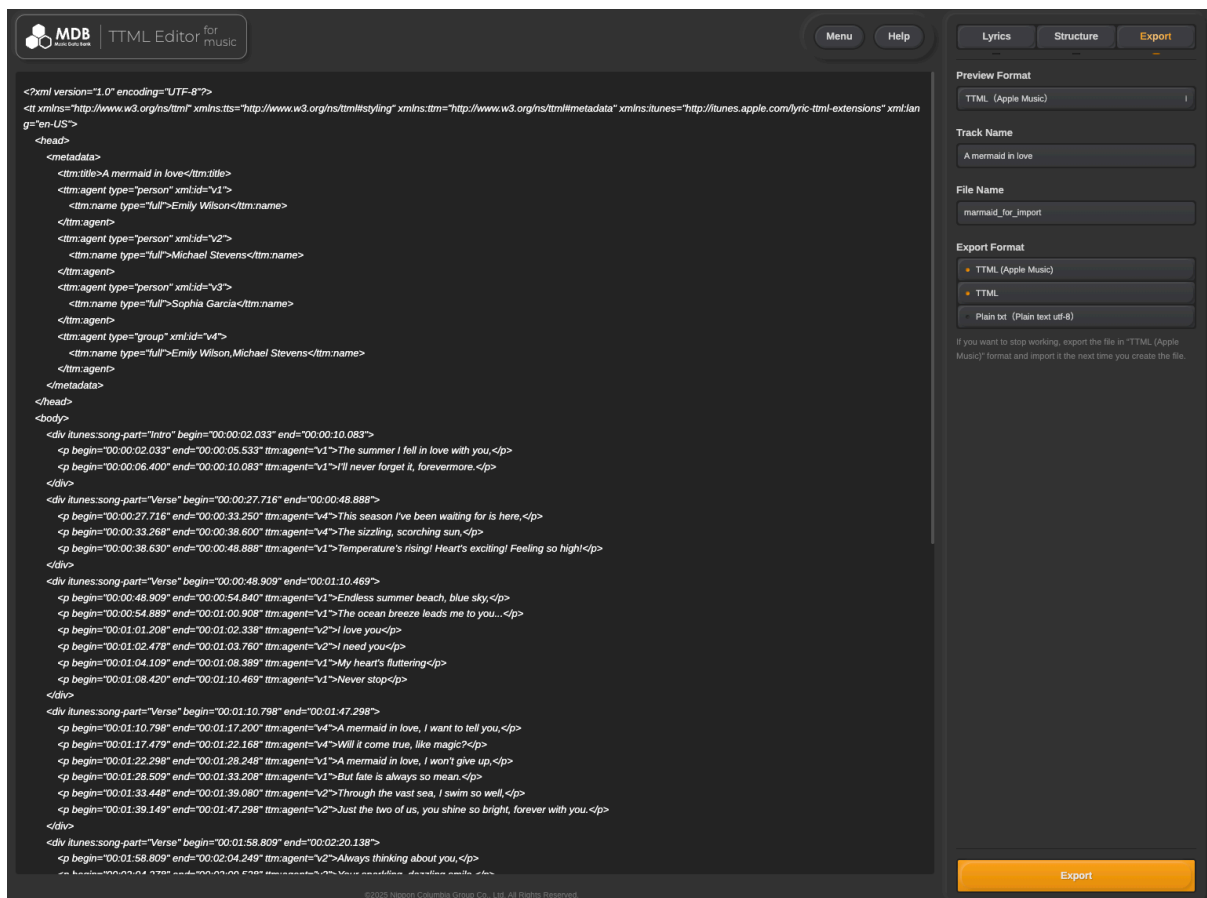 MDB
Music Data Bank
TTML Editor for music
Menu
Help
<?xml version="1.0" encoding="UTF-8"?>
<tt xmlns="http://www.w3.org/ns/ttml" xmlns:tts="http://www.w3.org/ns/ttml#styling" xmlns:ttm="http://www.w3.org/ns/ttml#metadata" xmlns:itunes="http://itunes.apple.com/lyric-ttml-extensions" xml:lan
g="en-US">
<head>
<metadata>
<ttm:title>A mermaid in love</ttm:title>
<ttm:agent type="person" xml:id="v1">
<ttm:name type="full">Emily Wilson</ttm:name>
</ttm:agent>
<ttm:agent type="person" xml:id="v2">
<ttm:name type="full">Michael Stevens</ttm:name>
</ttm:agent>
<ttm:agent type="person" xml:id="v3">
<ttm:name type="full">Sophia Garcia</ttm:name>
</ttm:agent>
<ttm:agent type="group" xml:id="v4">
<ttm:name type="full">Emily Wilson,Michael Stevens</ttm:name>
</ttm:agent>
</metadata>
</head>
<body>
<div itunes:song-part="Intro" begin="00:00:02.033" end="00:00:10.083">
<p begin="00:00:02.033" end="00:00:05.533" ttm:agent="v1">The summer I fell in love with you,</p>
<p begin="00:00:06.400" end="00:00:10.083" ttm:agent="v1">I'll never forget it, forevermore.</p>
</div>
<div itunes:song-part="Verse" begin="00:00:27.716" end="00:00:48.888">
<p begin="00:00:27.716" end="00:00:33.250" ttm:agent="v4">This season I've been waiting for is here,</p>
<p begin="00:00:33.268" end="00:00:38.600" ttm:agent="v4">The sizzling, scorching sun,</p>
<p begin="00:00:38.630" end="00:00:48.888" ttm:agent="v1">Temperature's rising! Heart's exciting! Feeling so high!</p>
</div>
<div itunes:song-part="Verse" begin="00:00:48.909" end="00:01:10.469">
<p begin="00:00:48.909" end="00:00:54.840" ttm:agent="v1">Endless summer beach, blue sky,</p>
<p begin="00:00:54.889" end="00:01:00.908" ttm:agent="v1">The ocean breeze leads me to you...</p>
<p begin="00:01:01.208" end="00:01:02.338" ttm:agent="v2">I love you</p>
<p begin="00:01:02.478" end="00:01:03.760" ttm:agent="v2">I need you</p>
<p begin="00:01:04.109" end="00:01:08.389" ttm:agent="v1">My heart's fluttering</p>
<p begin="00:01:08.420" end="00:01:10.469" ttm:agent="v1">Never stop</p>
</div>
<div itunes:song-part="Verse" begin="00:01:10.798" end="00:01:47.298">
<p begin="00:01:10.798" end="00:01:17.200" ttm:agent="v4">A mermaid in love, I want to tell you,</p>
<p begin="00:01:17.479" end="00:01:22.168" ttm:agent="v4">Will it come true, like magic?</p>
<p begin="00:01:22.298" end="00:01:28.248" ttm:agent="v1">A mermaid in love, I won't give up,</p>
<p begin="00:01:28.509" end="00:01:33.208" ttm:agent="v1">But fate is always so mean.</p>
<p begin="00:01:33.448" end="00:01:39.080" ttm:agent="v2">Through the vast sea, I swim so well,</p>
<p begin="00:01:39.149" end="00:01:47.298" ttm:agent="v2">Just the two of us, you shine so bright, forever with you.</p>
</div>
<div itunes:song-part="Verse" begin="00:01:58.809" end="00:02:20.138">
<p begin="00:01:58.809" end="00:02:04.249" ttm:agent="v2">Always thinking about you,</p>
©2025 Nippon Columbia Group Co., Ltd. All Rights Reserved.
Lyrics
Structure
Export
Preview Format
TTML（Apple Music）
Track Name
A mermaid in love
File Name
marmaid_for_import
Export Format
TTML (Apple Music)
TTML
Plain txt（Plain text utf-8）
If you want to stop working, export the file in "TTML (Apple
Music)" format and import it the next time you create the file.
Export